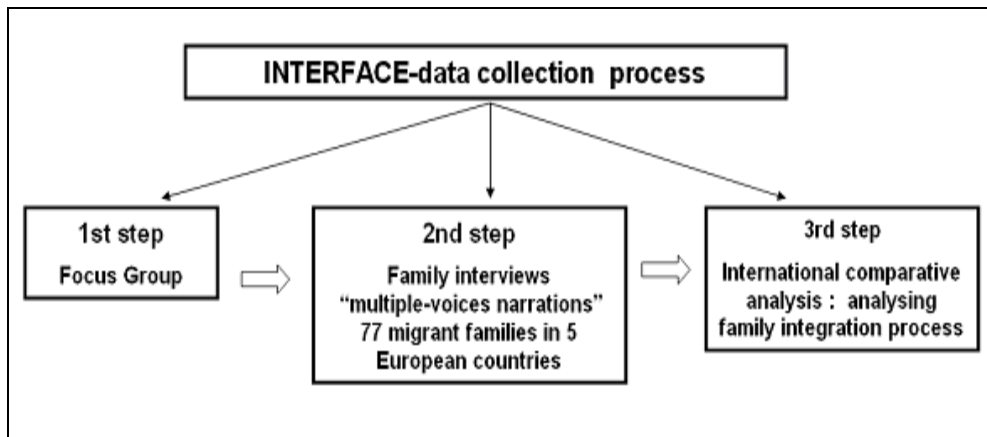 INTERFACE-data collection process
1st step
Focus Group
2nd step
Family interviews
“multiple-voices narrations”
77 migrant families in 5
European countries
3rd step
International comparative
analysis : analysing
family integration process